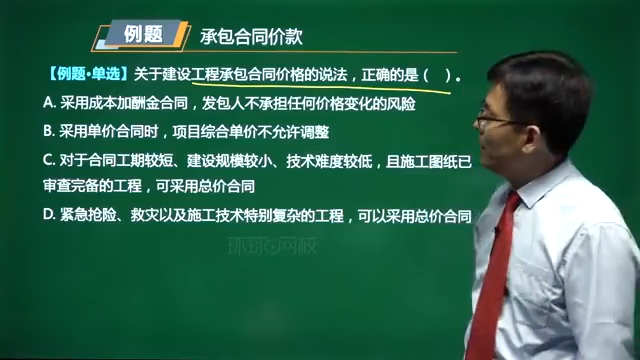 例题
承包合同价款
【例题•单选】关于建设工程承包合同价格的说法，正确的是（ ）。
A. 采用成本加酬金合同，发包人不承担任何价格变化的风险
B. 采用单价合同时，项目综合单价不允许调整
C. 对于合同工期较短、建设规模较小、技术难度较低，且施工图纸已
审查完备的工程，可采用总价合同
D. 紧急抢险、救灾以及施工技术特别复杂的工程，可以采用总价合同
环球网校